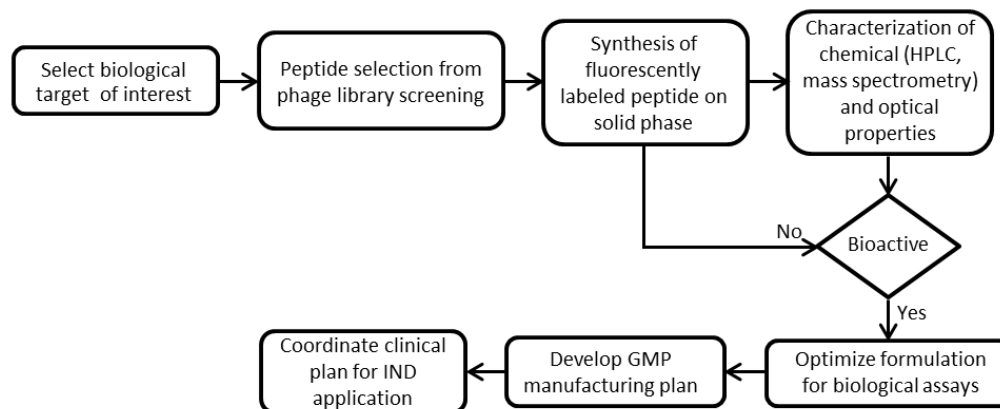 Select biological
target of interest
Peptide selection from
phage library screening
Synthesis of
fluorescently
labeled peptide on
solid phase
Characterization of
chemical (HPLC,
mass spectrometry)
and optical
properties
No
Bioactive
Yes
Optimize formulation
for biological assays
Develop GMP
manufacturing plan
Coordinate clinical
plan for IND
application